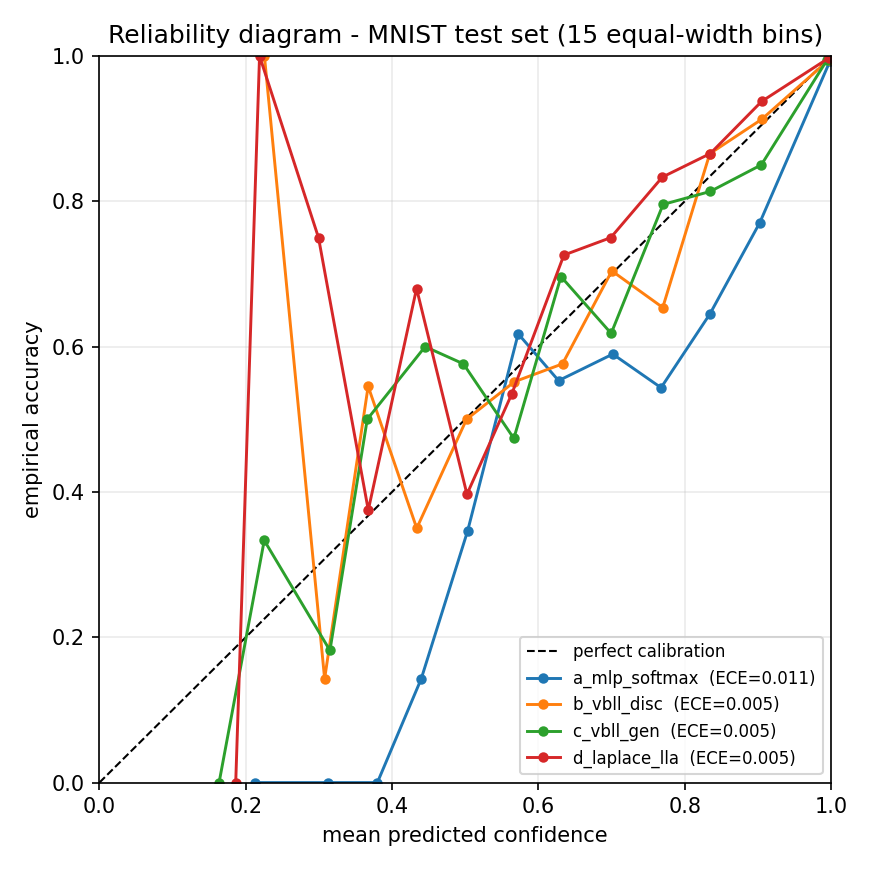 Reliability diagram - MNIST test set (15 equal-width bins)
1.0
0.8
0.6
0.4
0.2
0.0
empirical accuracy
perfect calibration
a_mlp_softmax (ECE=0.011)
b_vbll_disc (ECE=0.005)
c_vbll_gen (ECE=0.005)
d_laplace_lla (ECE=0.005)
0.0 0.2 0.4 0.6 0.8 1.0
mean predicted confidence